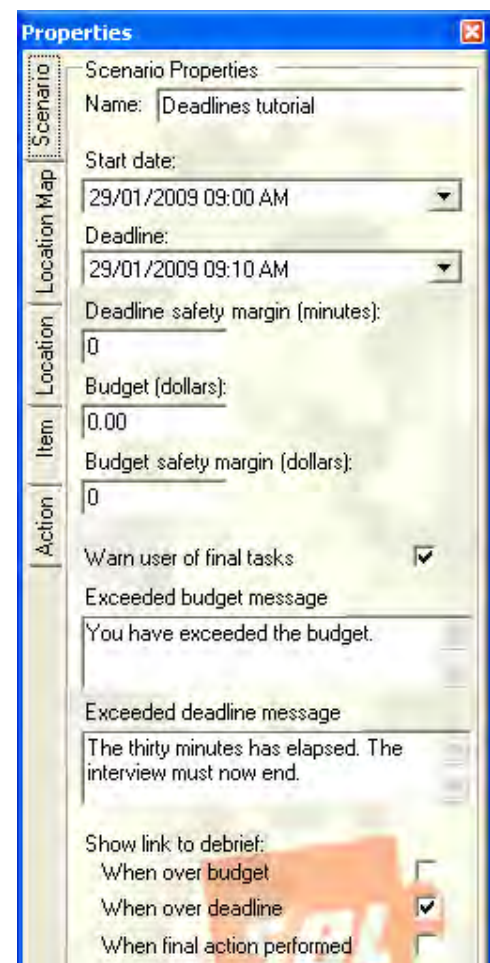 Properties
Scenario
Location Map
Location
Item
Action
Scenario Properties
Name: Deadlines tutorial
Start date:
29/01/2009 09:00 AM
Deadline:
29/01/2009 09:10 AM
Deadline safety margin (minutes):
0
Budget (dollars):
0.00
Budget safety margin (dollars):
0
Warn user of final tasks
Exceeded budget message
You have exceeded the budget.
Exceeded deadline message
The thirty minutes has elapsed. The
interview must now end.
Show link to debrief:
When over budget
When over deadline
When final action performed